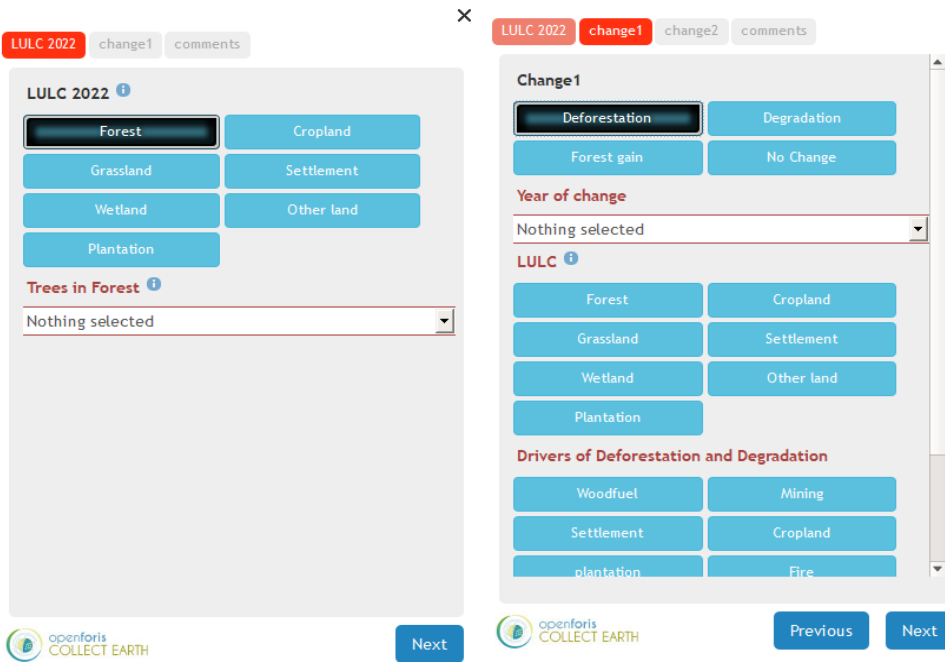 LULC 2022 change1 comments
LULC 2022
Forest Cropland
Grassland Settlement
Wetland Other land
Plantation
Trees in Forest
Nothing selected
openforis
COLLECT EARTH
Next
LULC 2022 change1 change2 comments
Change1
Deforestation Degradation
Forest gain No Change
Year of change
Nothing selected
LULC
Forest Cropland
Grassland Settlement
Wetland Other land
Plantation
Drivers of Deforestation and Degradation
Woodfuel Mining
Settlement Cropland
plantation Fire
openforis
COLLECT EARTH
Previous Next